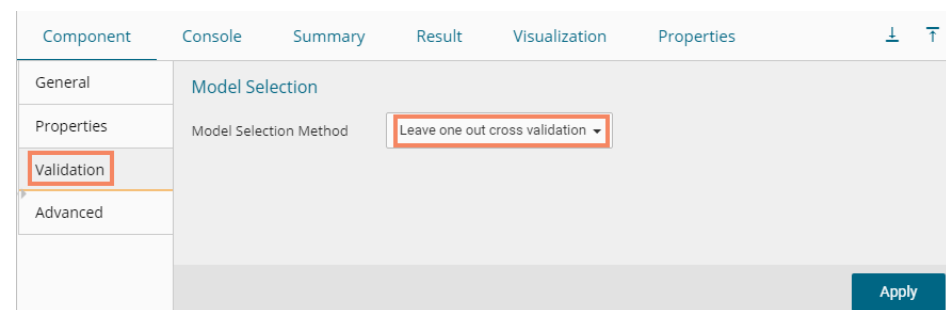 Component Console Summary Result Visualization Properties
General
Model Selection
Properties
Model Selection Method Leave one out cross validation
Validation
Advanced
Apply